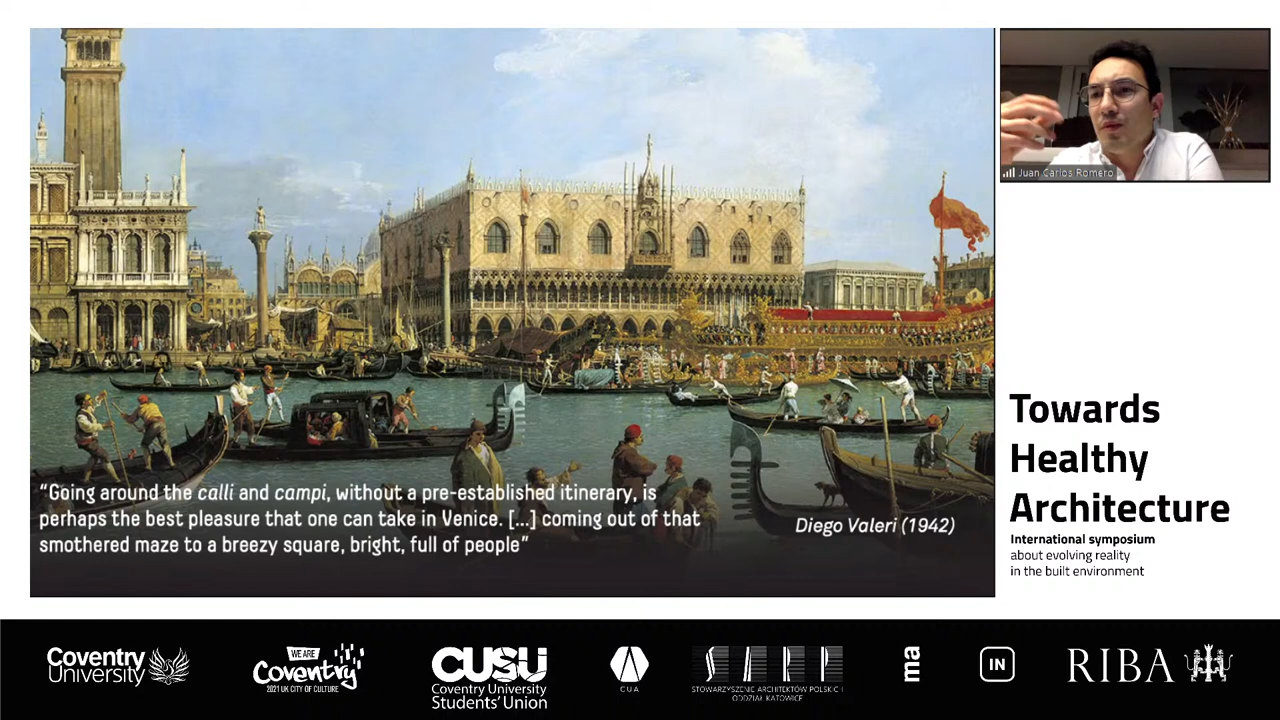 Juan Carlos Romero
"Going around the calli and campi, without a pre-established itinerary, is
perhaps the best pleasure that one can take in Venice. [...] coming out of that
smothered maze to a breezy square, bright, full of people"
Diego Valeri (1942)
Towards
Healthy
Architecture
International symposium
about evolving reality
in the built environment
Coventry
University
WE ARE
Coventry
2021 UK CITY OF CULTURE
CUSU
Coventry University
Students' Union
CUA
SARP
STOWARZYSZENIE ARCHITEKTÓW POLSKICH
ODDZIAŁ KATOWICE
ma
IN
RIBA